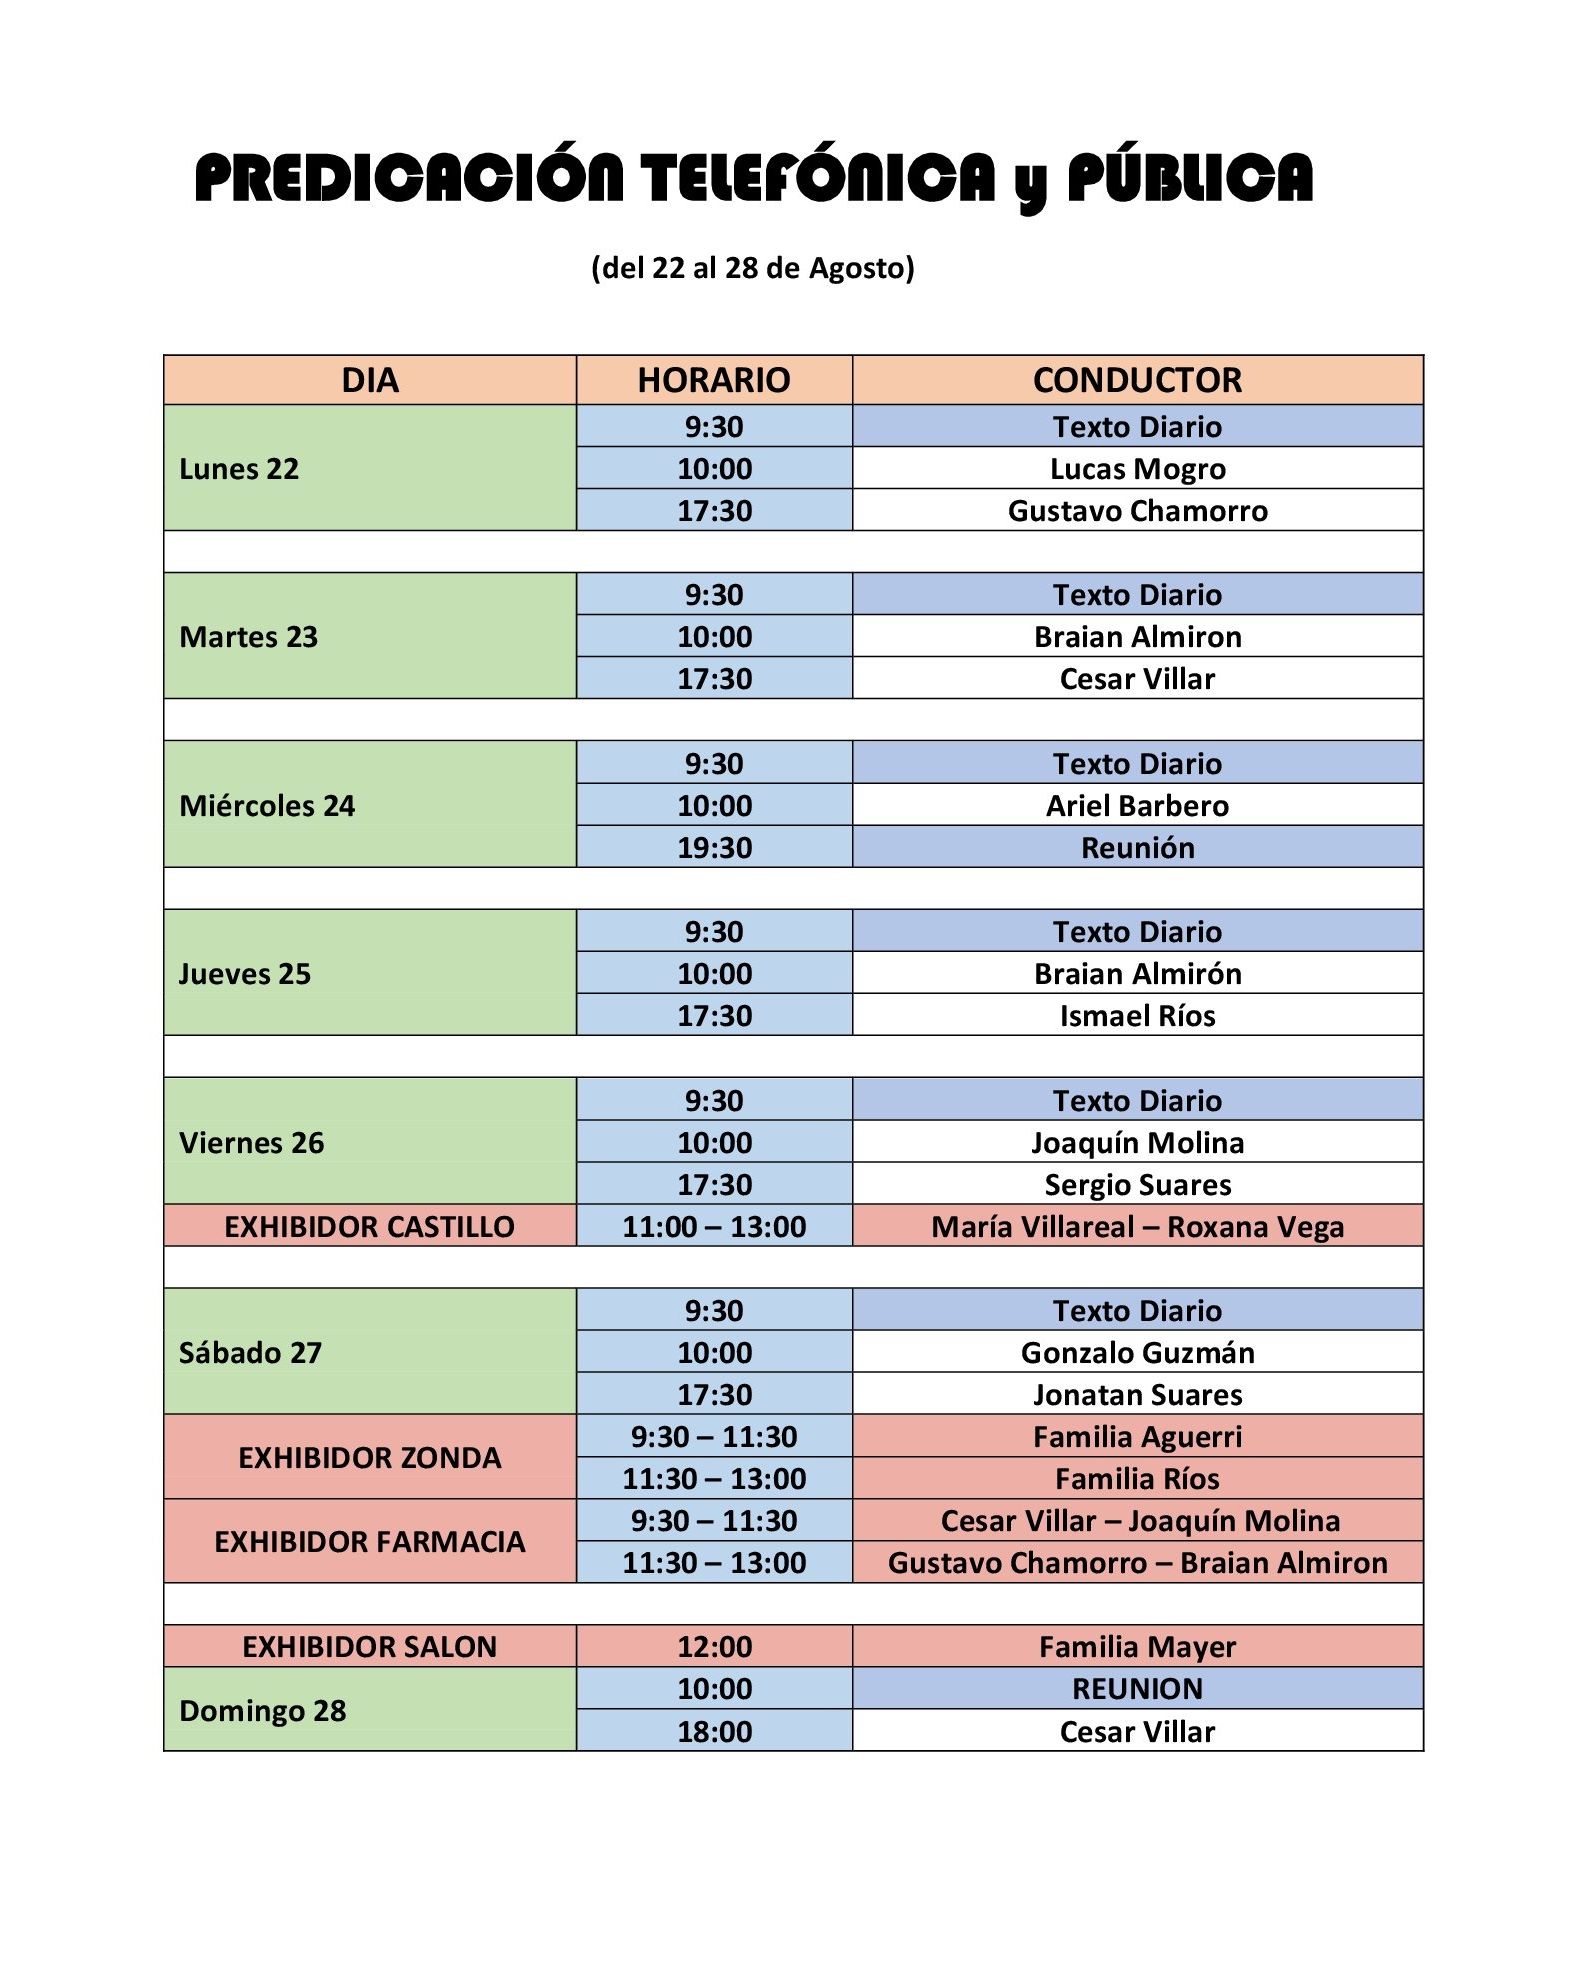 PREDICACIÓN TELEFÓNICA y PÚBLICA
(del 22 al 28 de Agosto)
DIA HORARIO CONDUCTOR
Lunes 22
9:30 Texto Diario
10:00 Lucas Mogro
17:30 Gustavo Chamorro
Martes 23
9:30 Texto Diario
10:00 Braian Almiron
17:30 Cesar Villar
Miércoles 24
9:30 Texto Diario
10:00 Ariel Barbero
19:30 Reunión
Jueves 25
9:30 Texto Diario
10:00 Braian Almirón
17:30 Ismael Ríos
Viernes 26
9:30 Texto Diario
10:00 Joaquín Molina
17:30 Sergio Suares
EXHIBIDOR CASTILLO 11:00 – 13:00 María Villareal – Roxana Vega
Sábado 27
9:30 Texto Diario
10:00 Gonzalo Guzmán
17:30 Jonatan Suares
EXHIBIDOR ZONDA
9:30 – 11:30 Familia Aguerri
11:30 – 13:00 Familia Ríos
EXHIBIDOR FARMACIA
9:30 – 11:30 Cesar Villar – Joaquín Molina
11:30 – 13:00 Gustavo Chamorro – Braian Almiron
EXHIBIDOR SALON 12:00 Familia Mayer
Domingo 28
10:00 REUNION
18:00 Cesar Villar